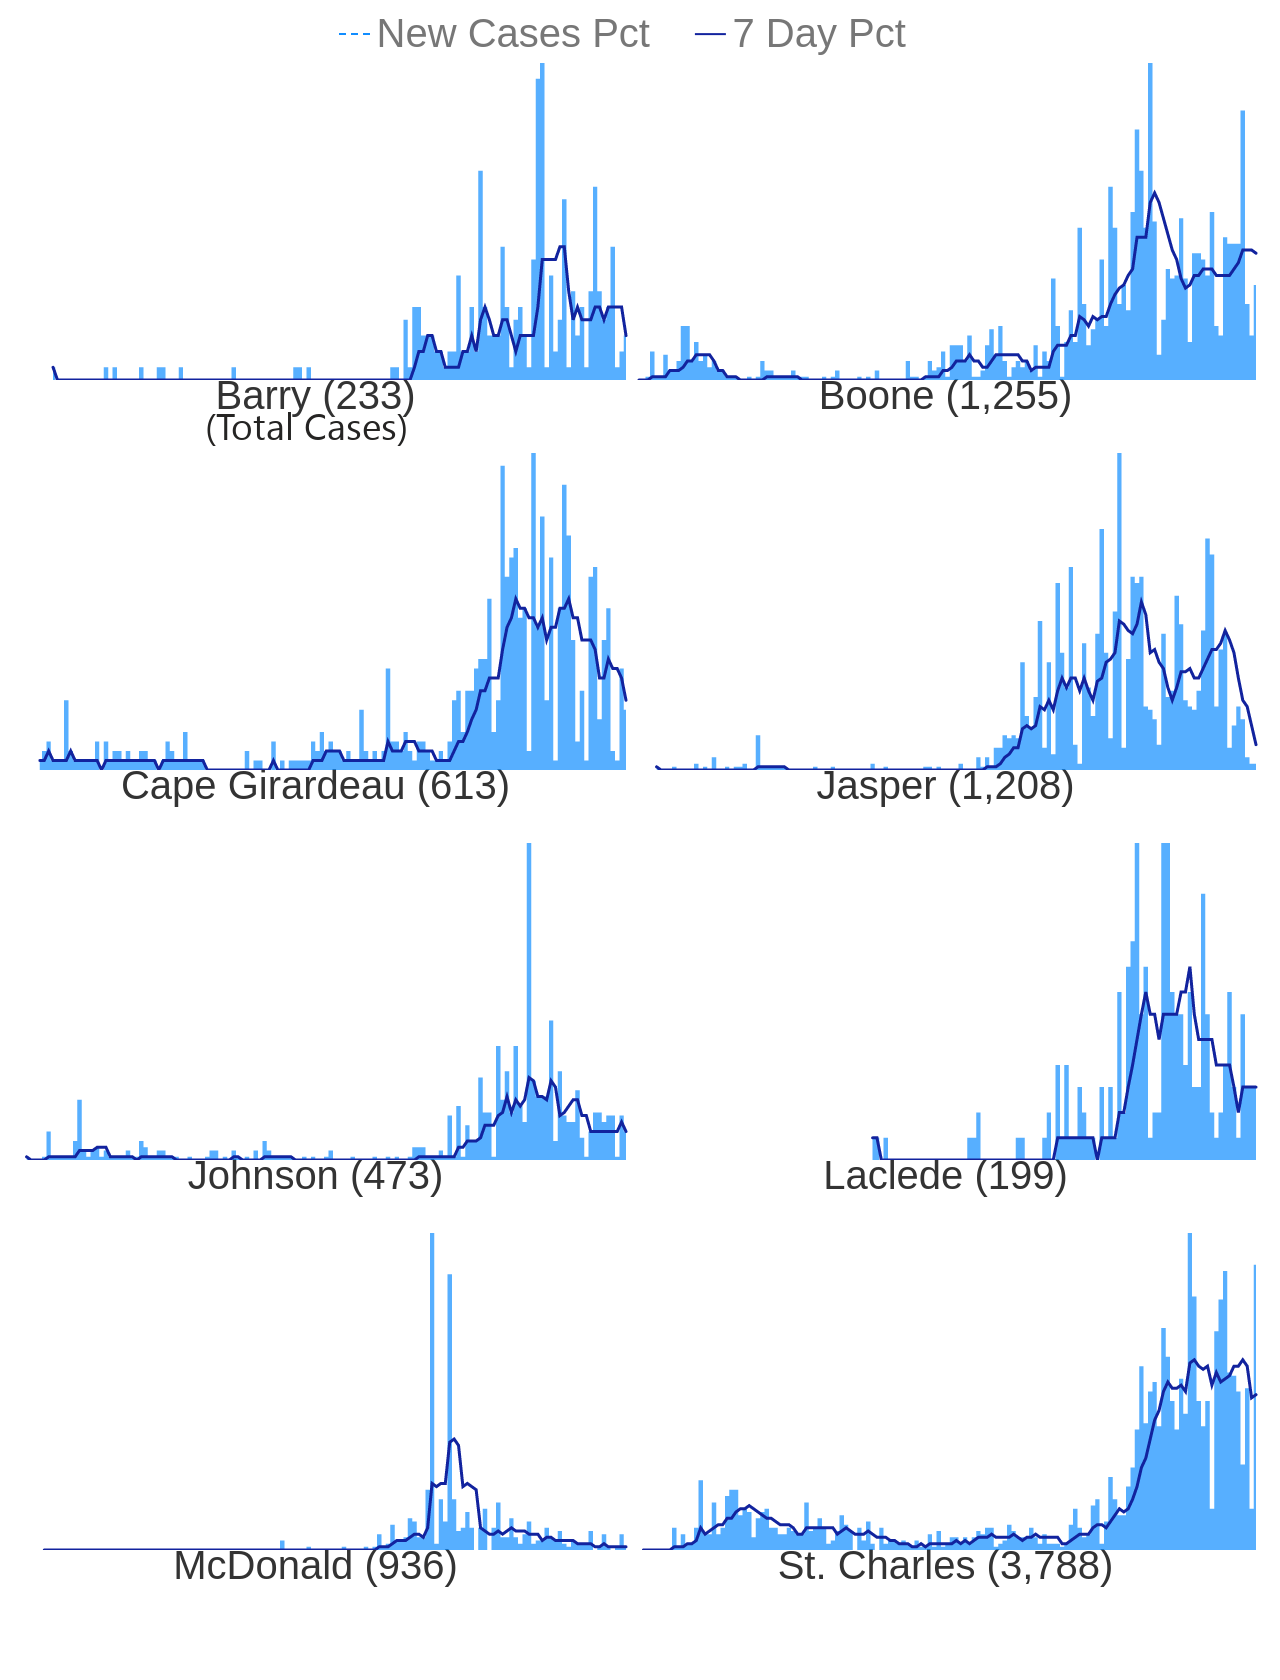 New Cases Pct 7 Day Pct
Barry (233) Boone (1,255)
(Total Cases)
Cape Girardeau (613) Jasper (1,208)
Johnson (473) Laclede (199)
McDonald (936) St. Charles (3,788)